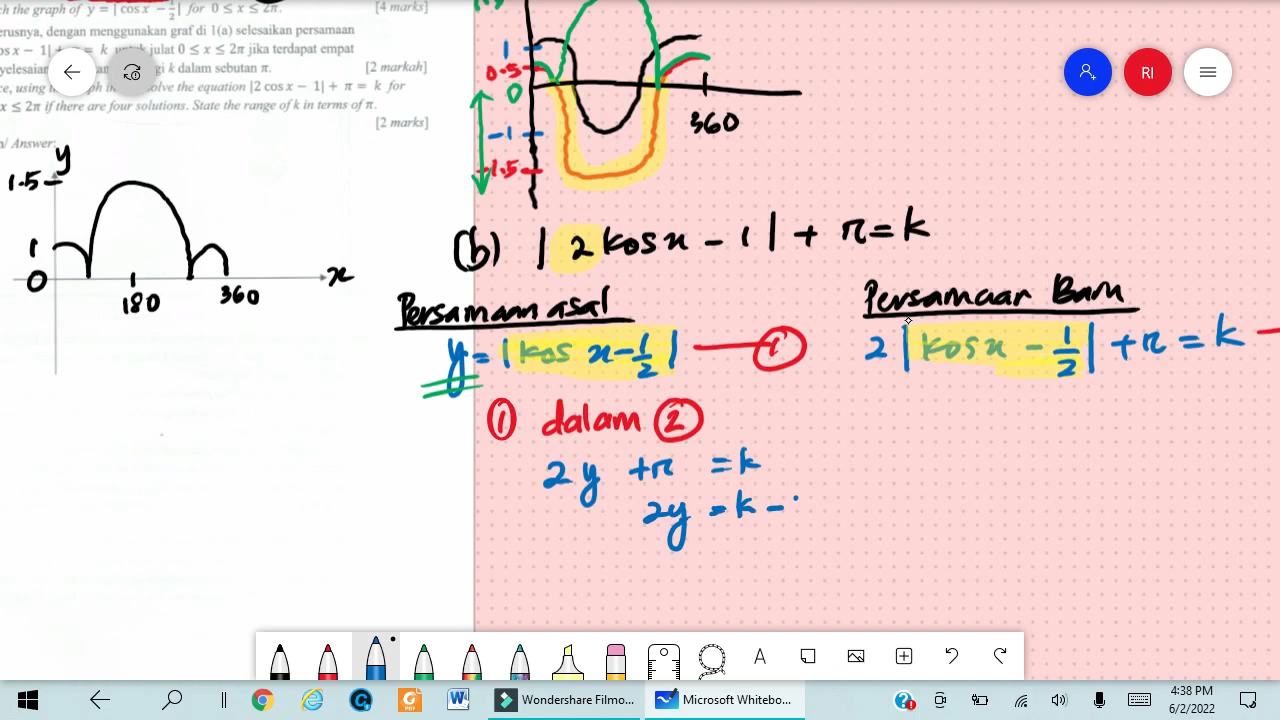 ch the graph of y = | cos x − 1/2 | for 0 ≤ x ≤ 2π.
[4 marks]
erusnya, dengan menggunakan graf di 1(a) selesaikan persamaan
os x − 1| + = k untuk julat 0 ≤ x ≤ 2π jika terdapat empat
yelesaian gi k dalam sebutan π.
[2 markah]
ce, using ve the equation |2 cos x − 1| + π = k for
x ≤ 2π if there are four solutions. State the range of k in terms of π.
[2 marks]
/ Answer:
y
1.5
1
0
180
360
x
1
0.5
0
-1
-1.5
360
RI
(b) | 2 kos x - 1 | + π = k
Persamaan asal
y = | kos x - 1/2 | — 1
Persamaan Baru
2 | kos x - 1/2 | + π = k
1 dalam 2
2y + π = k
2y = k -
A
Wondershare Filmo...
Microsoft Whitebo...
4:38 PM
6/2/2022